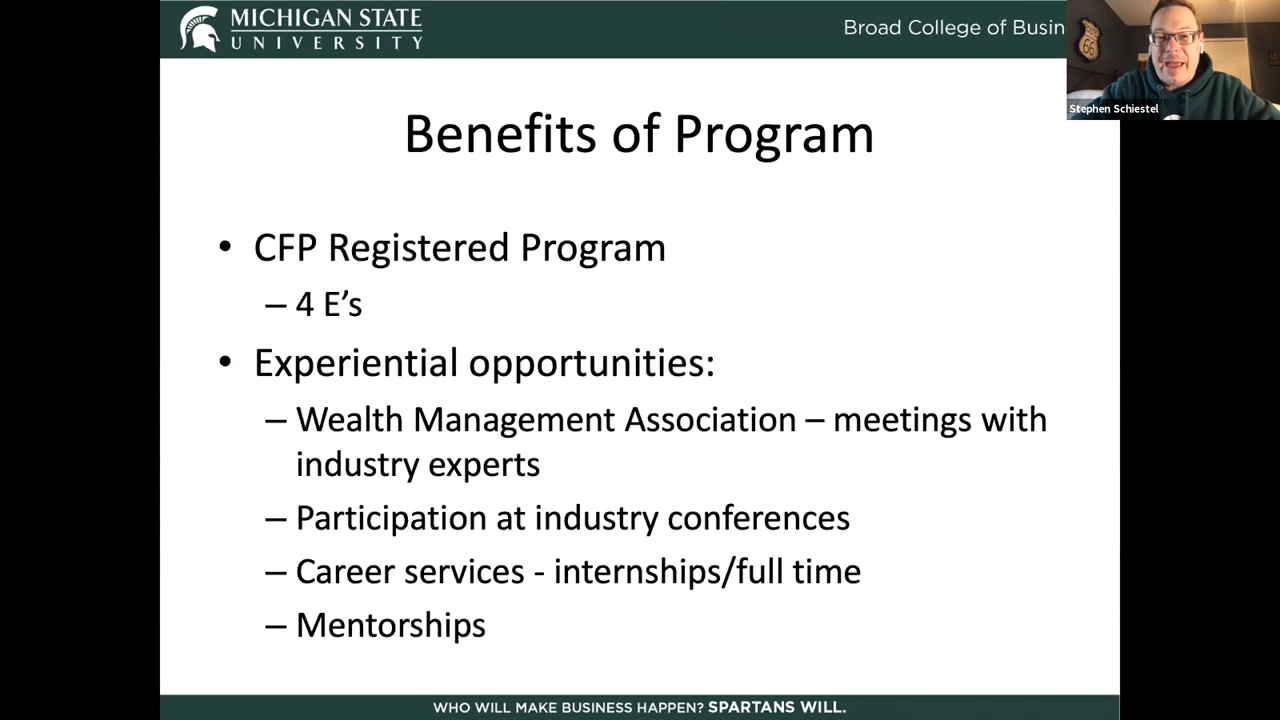 MICHIGAN STATE
UNIVERSITY
Broad College of
Stephen Schiestel
66
Benefits of Program
• CFP Registered Program
– 4 E’s
• Experiential opportunities:
– Wealth Management Association – meetings with
industry experts
– Participation at industry conferences
– Career services - internships/full time
– Mentorships
WHO WILL MAKE BUSINESS HAPPEN? SPARTANS WILL.